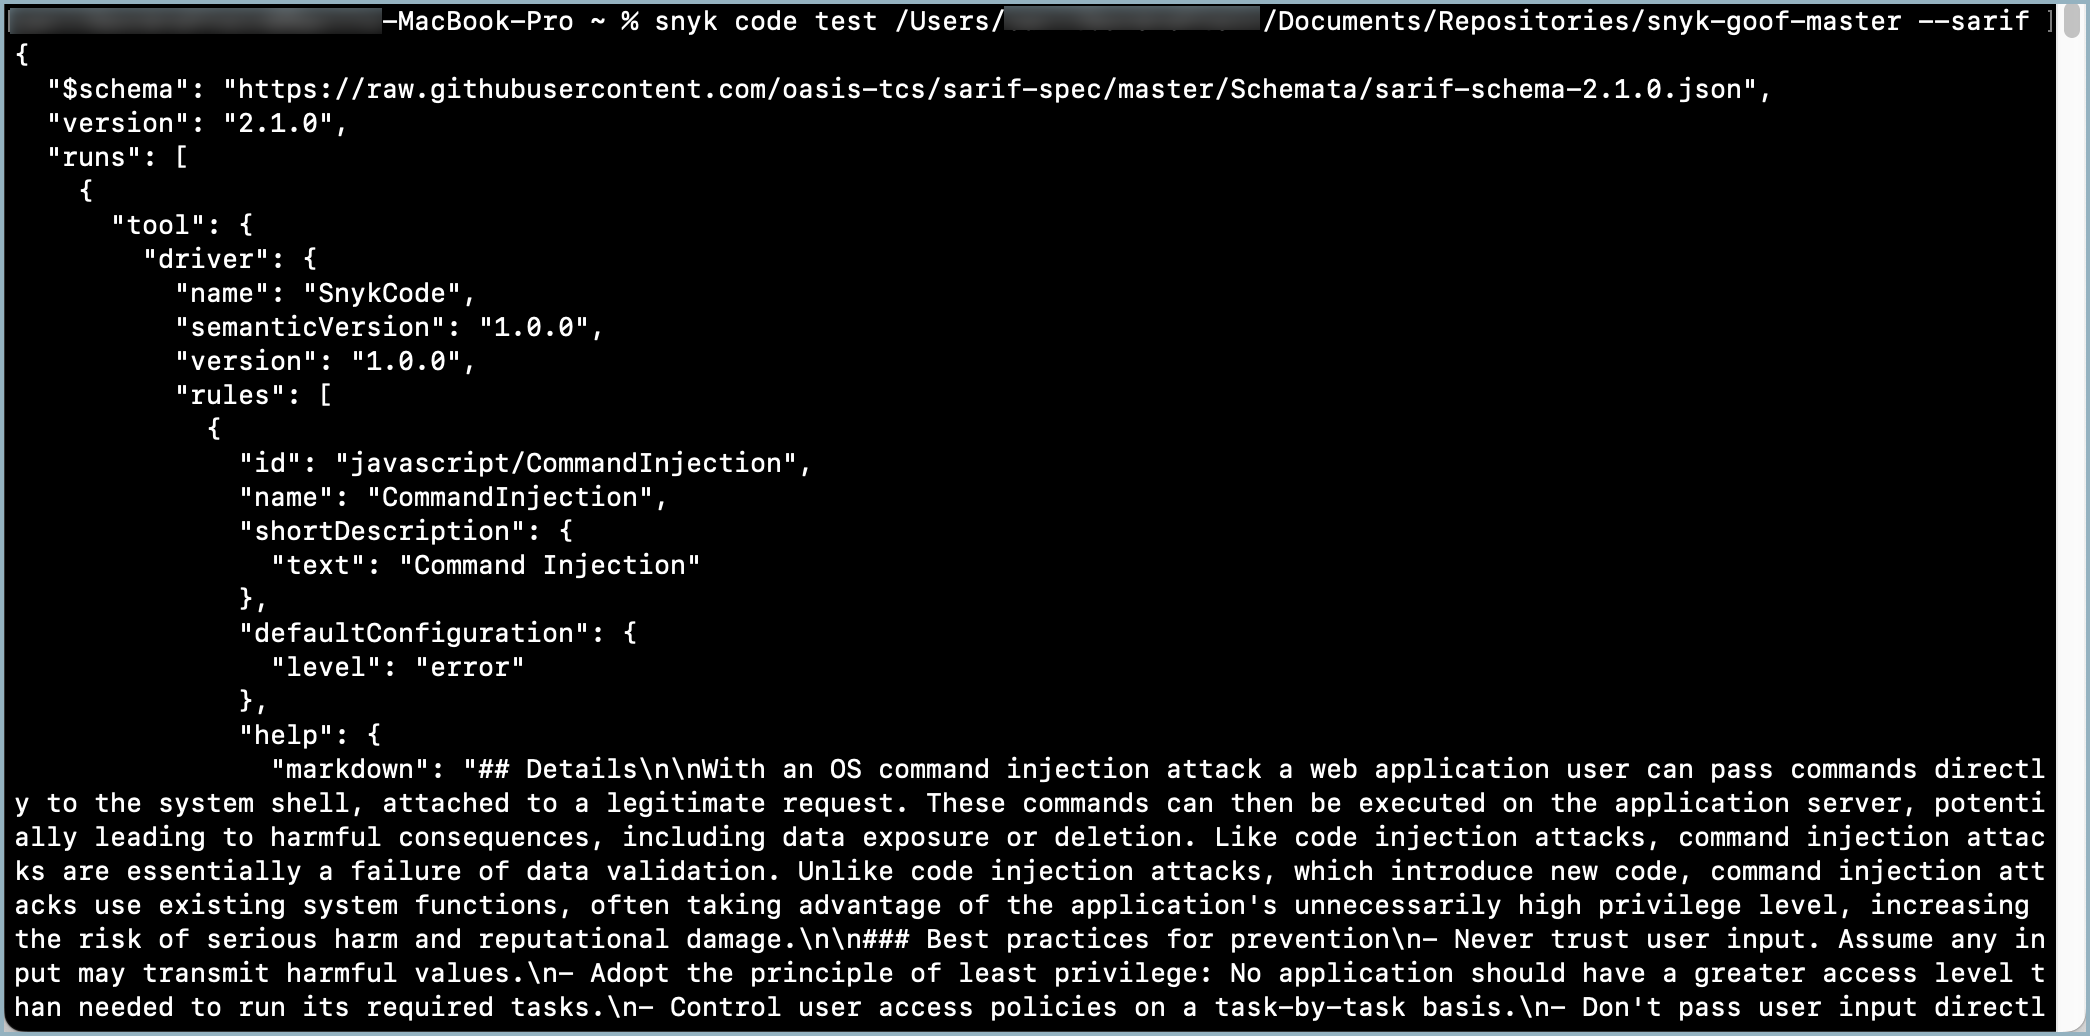 -MacBook-Pro ~ % snyk code test /Users/ /Documents/Repositories/snyk-goof-master --sarif
{
  "$schema": "https://raw.githubusercontent.com/oasis-tcs/sarif-spec/master/Schemata/sarif-schema-2.1.0.json",
  "version": "2.1.0",
  "runs": [
    {
      "tool": {
        "driver": {
          "name": "SnykCode",
          "semanticVersion": "1.0.0",
          "version": "1.0.0",
          "rules": [
            {
              "id": "javascript/CommandInjection",
              "name": "CommandInjection",
              "shortDescription": {
                "text": "Command Injection"
              },
              "defaultConfiguration": {
                "level": "error"
              },
              "help": {
                "markdown": "## Details\n\nWith an OS command injection attack a web application user can pass commands directl
y to the system shell, attached to a legitimate request. These commands can then be executed on the application server, potenti
ally leading to harmful consequences, including data exposure or deletion. Like code injection attacks, command injection attac
ks are essentially a failure of data validation. Unlike code injection attacks, which introduce new code, command injection att
acks use existing system functions, often taking advantage of the application's unnecessarily high privilege level, increasing
the risk of serious harm and reputational damage.\n\n### Best practices for prevention\n- Never trust user input. Assume any in
put may transmit harmful values.\n- Adopt the principle of least privilege: No application should have a greater access level t
han needed to run its required tasks.\n- Control user access policies on a task-by-task basis.\n- Don't pass user input directl